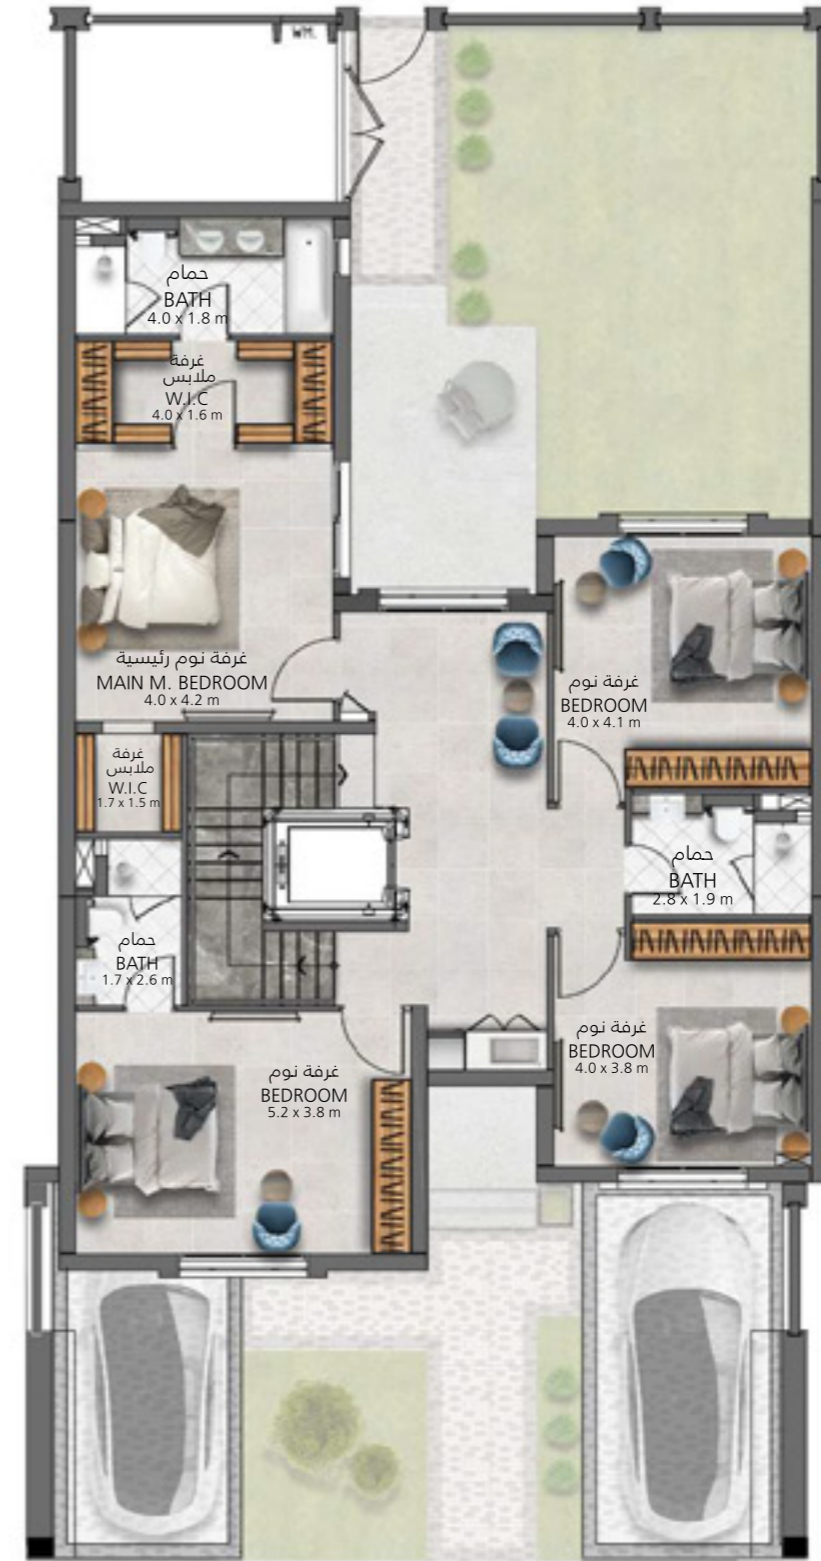 WM.
حمام
BATH
4.0 x 1.8 m
غرفة
ملابس
W.I.C
4.0 x 1.6 m
غرفة نوم رئيسية
MAIN M. BEDROOM
4.0 x 4.2 m
غرفة نوم
BEDROOM
4.0 x 4.1 m
غرفة
ملابس
W.I.C
1.7 x 1.5 m
حمام
BATH
2.8 x 1.9 m
حمام
BATH
1.7 x 2.6 m
غرفة نوم
BEDROOM
4.0 x 3.8 m
غرفة نوم
BEDROOM
5.2 x 3.8 m